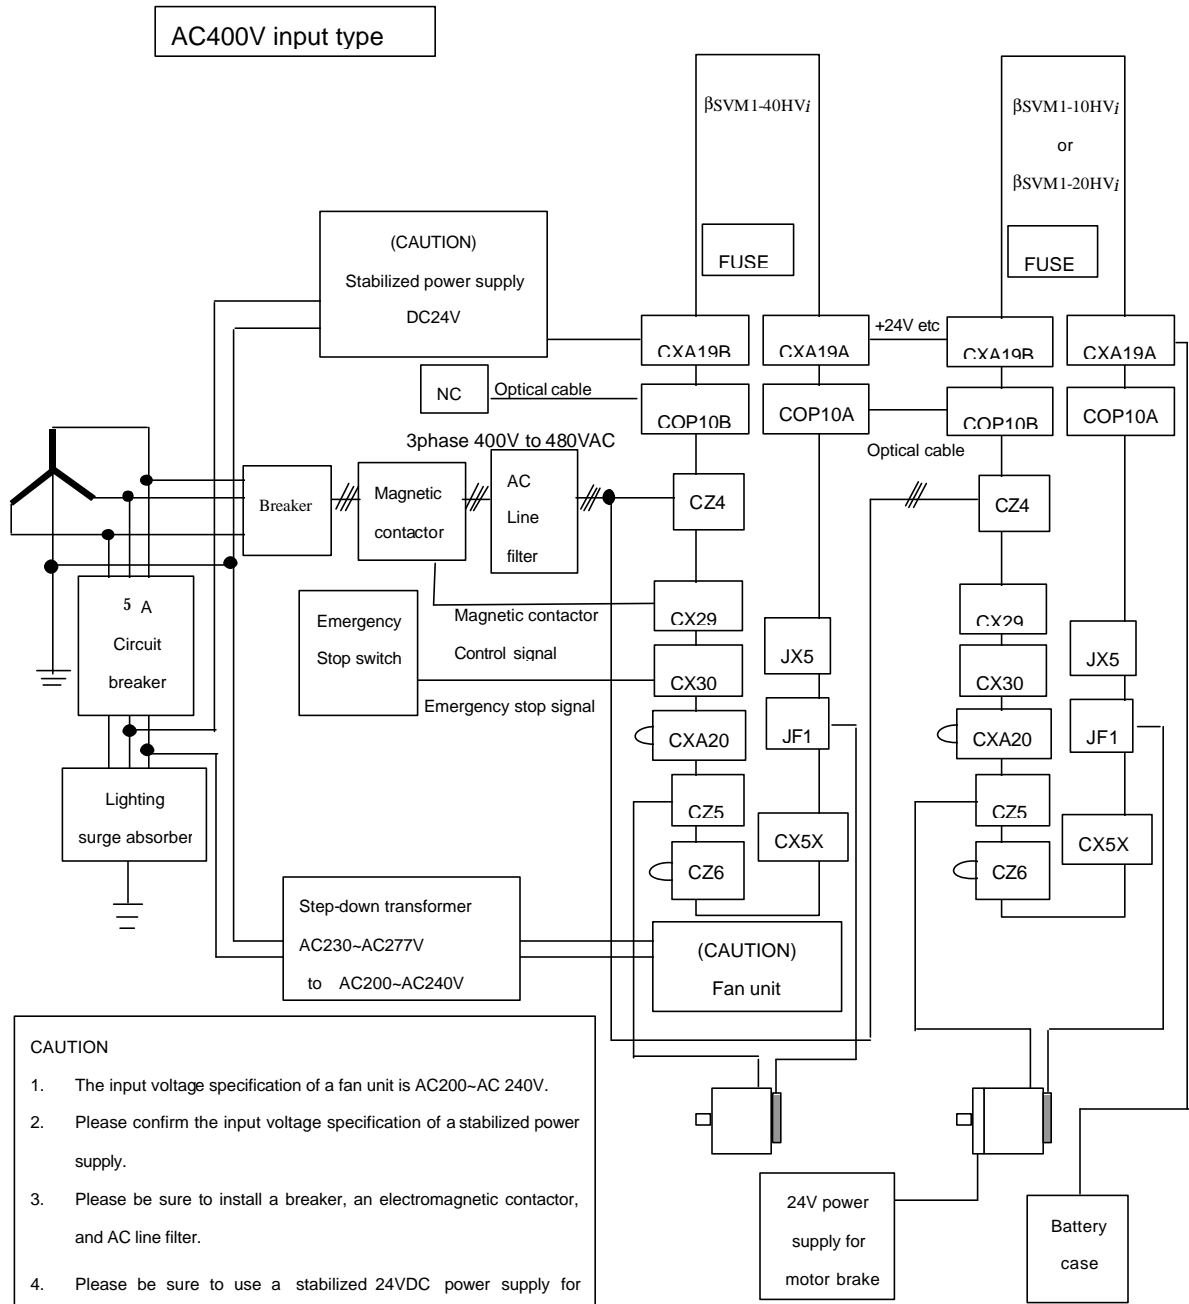 AC400V input type
βSVM1-40HVi
βSVM1-10HVi
or
βSVM1-20HVi
FUSE
FUSE
(CAUTION)
Stabilized power supply
DC24V
CXA19B
CXA19A
+24V etc
CXA19B
CXA19A
NC
Optical cable
COP10B
COP10A
COP10B
COP10A
3phase 400V to 480VAC
Optical cable
Breaker
Magnetic
contactor
AC
Line
filter
CZ4
CZ4
5 A
Circuit
breaker
Emergency
Stop switch
Magnetic contactor
Control signal
Emergency stop signal
CX29
CX30
CXA20
CZ5
CZ6
JX5
JF1
CX5X
CX29
CX30
CXA20
CZ5
CZ6
JX5
JF1
CX5X
Lighting
surge absorber
Step-down transformer
AC230~AC277V
to AC200~AC240V
(CAUTION)
Fan unit
CAUTION
1. The input voltage specification of a fan unit is AC200~AC 240V.
2. Please confirm the input voltage specification of a stabilized power
supply.
3. Please be sure to install a breaker, an electromagnetic contactor,
and AC line filter.
4. Please be sure to use a stabilized 24VDC power supply for
24V power
supply for
motor brake
Battery
case